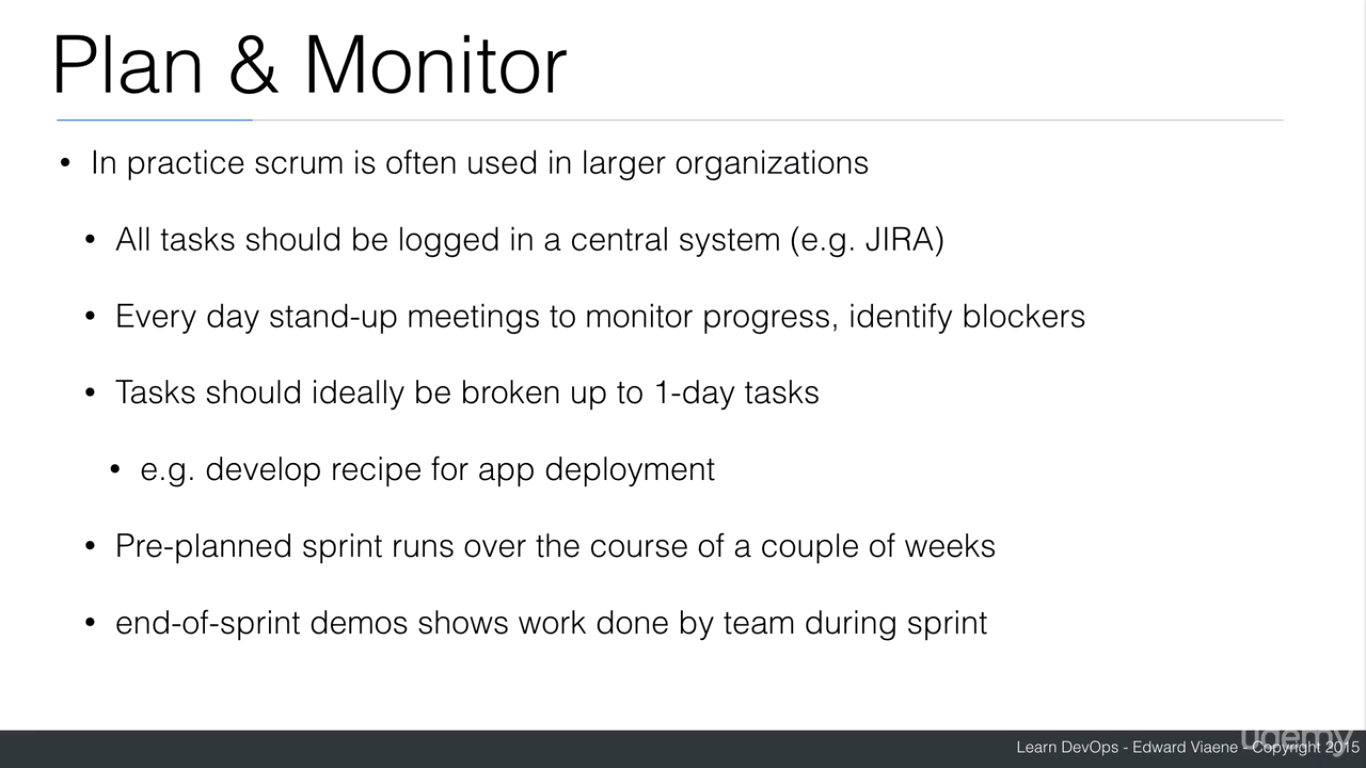 Plan & Monitor
• In practice scrum is often used in larger organizations
• All tasks should be logged in a central system (e.g. JIRA)
• Every day stand-up meetings to monitor progress, identify blockers
• Tasks should ideally be broken up to 1-day tasks
• e.g. develop recipe for app deployment
• Pre-planned sprint runs over the course of a couple of weeks
• end-of-sprint demos shows work done by team during sprint
Learn DevOps - Edward Viaene - Copyright 2015
udemy